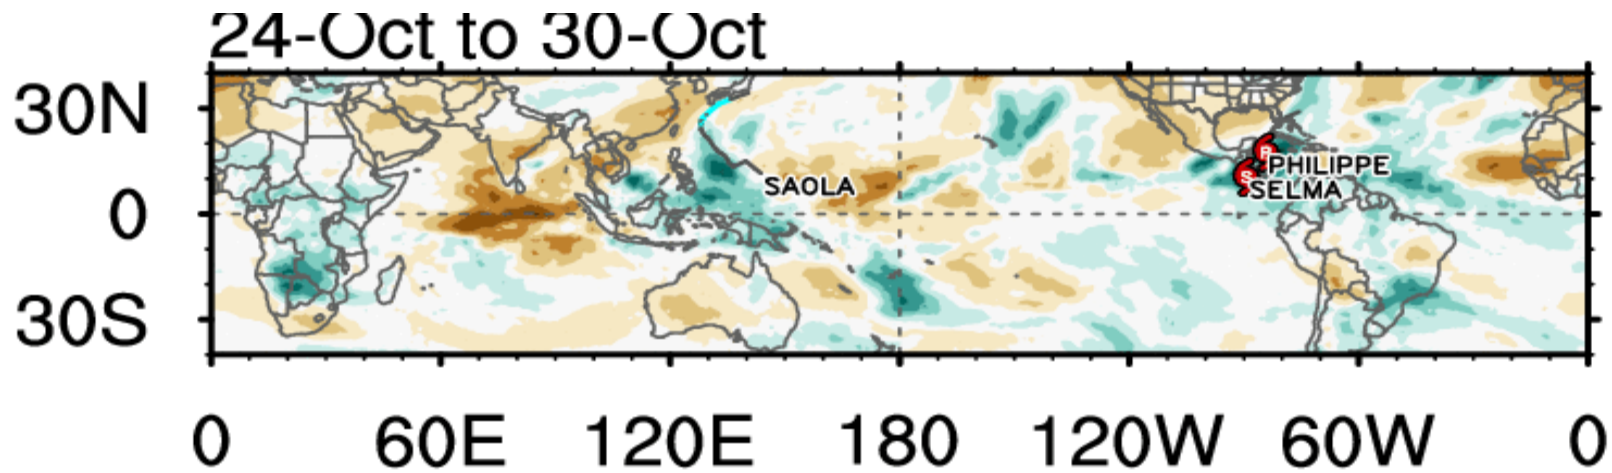 24-Oct to 30-Oct
30N
0
30S
SAOLA
PHILIPPE
SELMA
0 60E 120E 180 120W 60W 0